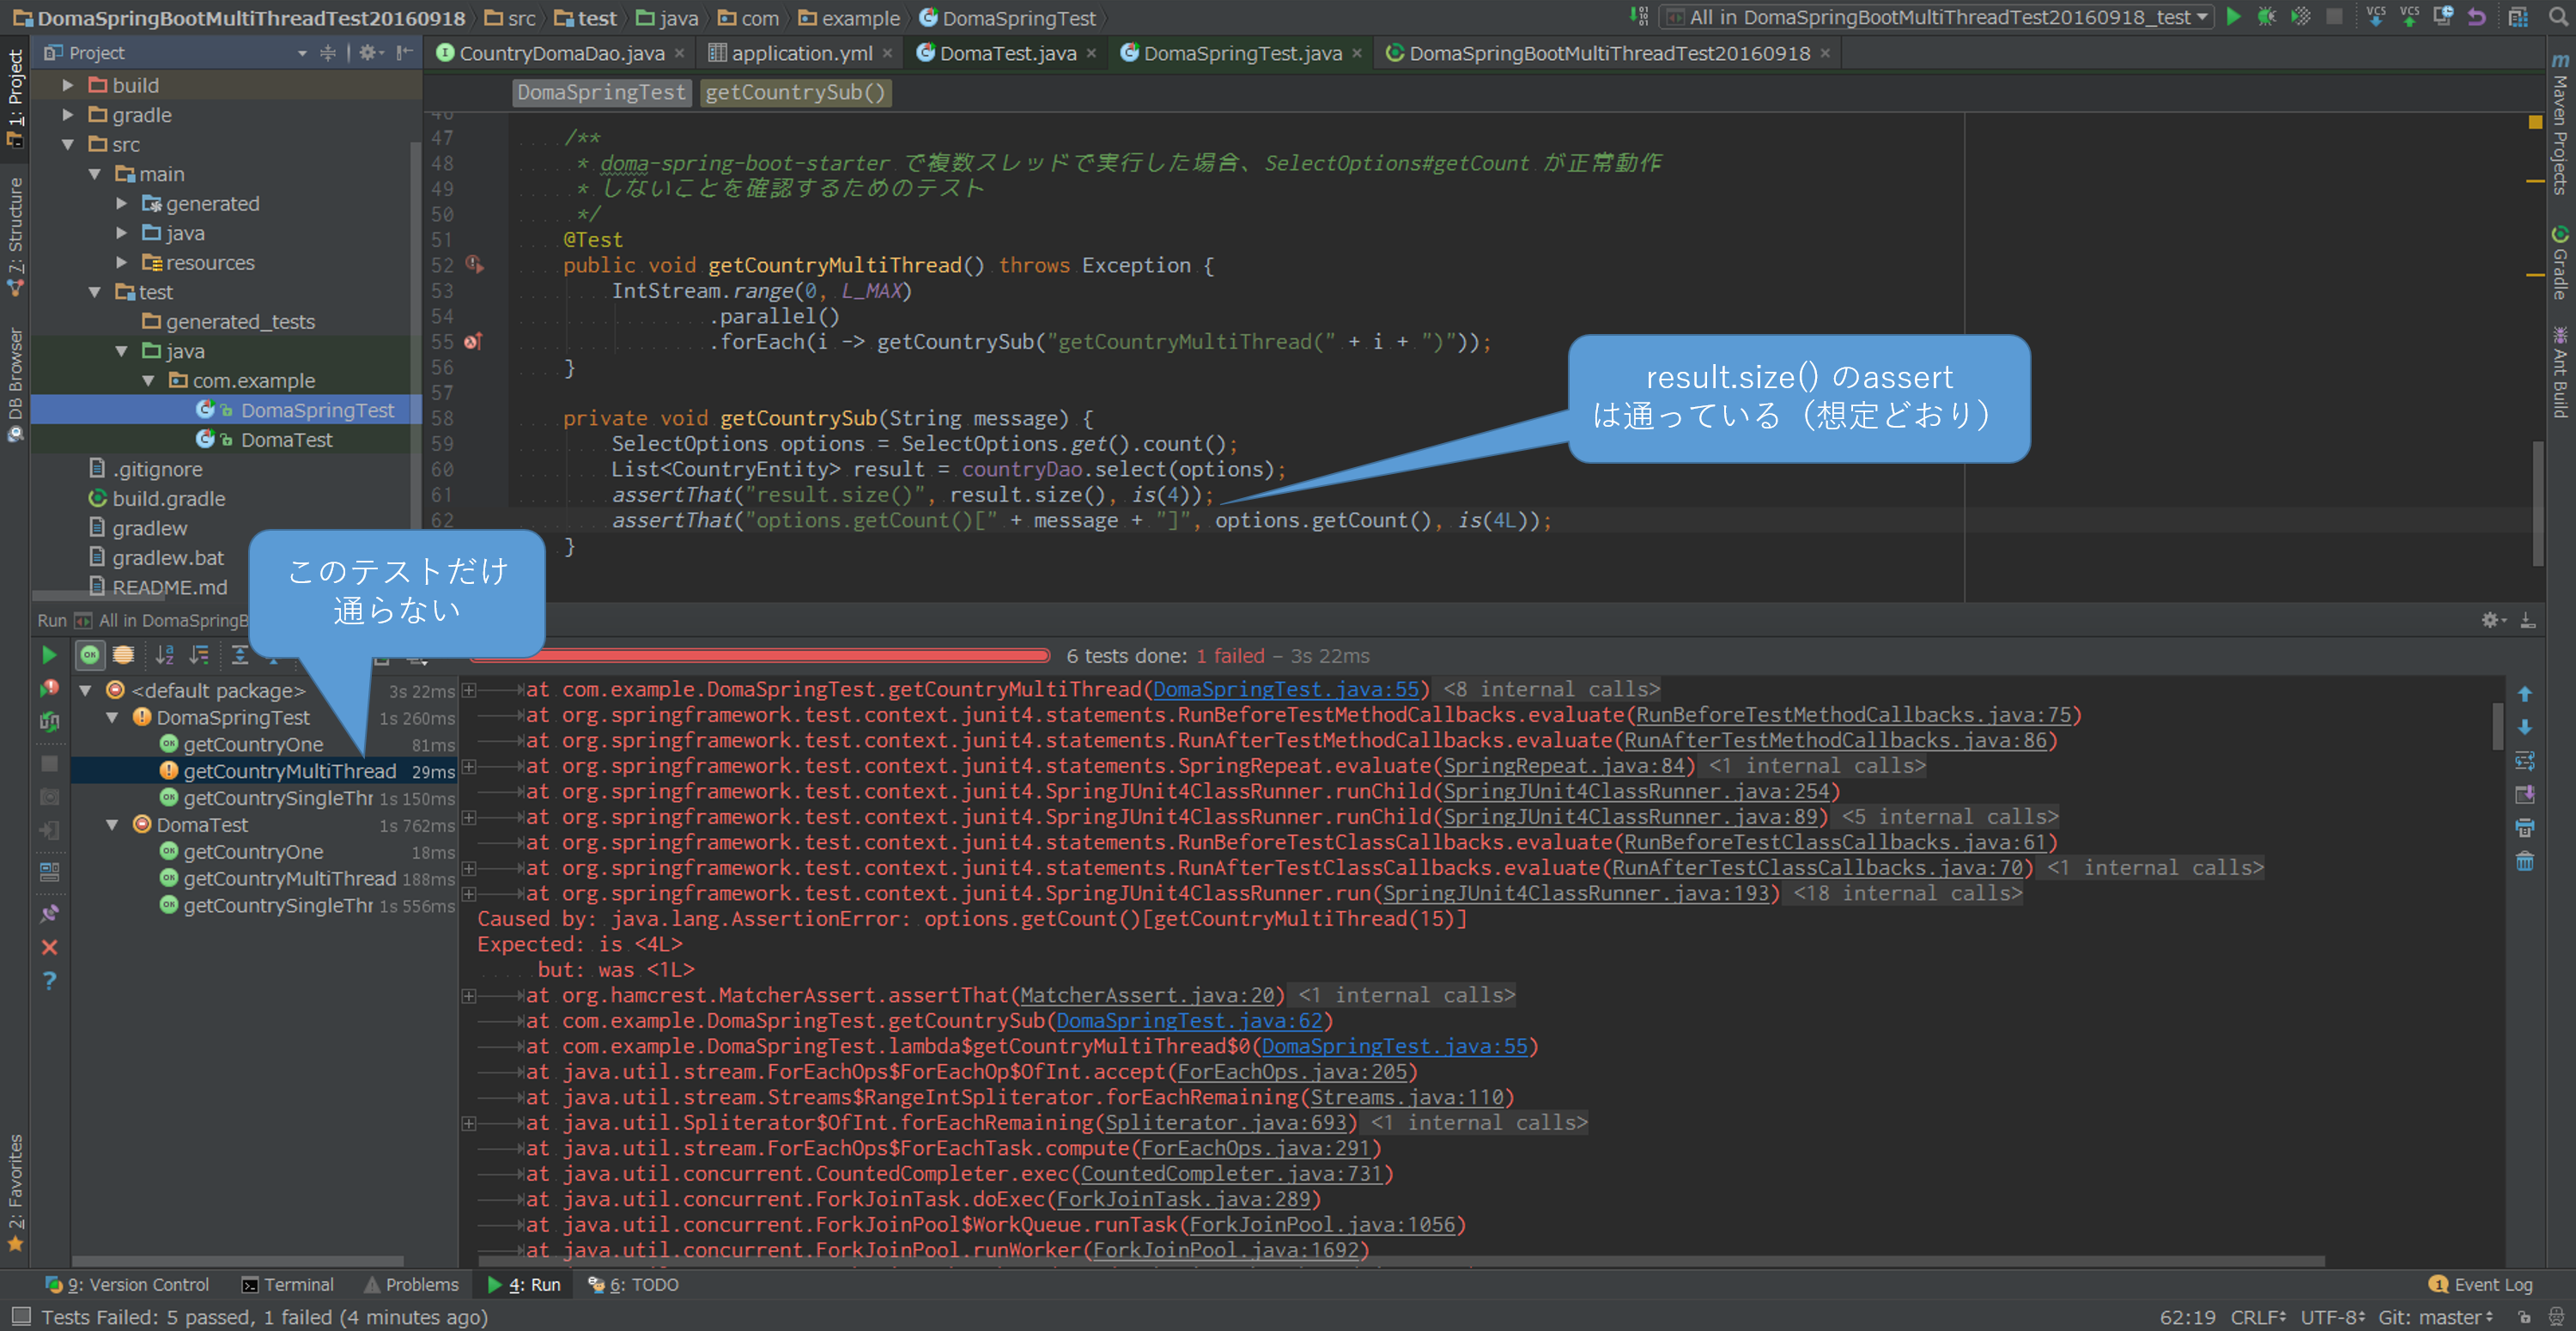 DomaSpringBootMultiThreadTest20160918 src test java com example DomaSpringTest
All in DomaSpringBootMultiThreadTest20160918_test
VCS VCS
Project
CountryDomaDao.java × application.yml × DomaTest.java × DomaSpringTest.java × DomaSpringBootMultiThreadTest20160918 ×
DomaSpringTest getCountrySub()
1: Project
7: Structure
DB Browser
2: Favorites
Maven Projects
Gradle
Ant Build
build
gradle
src
main
generated
java
resources
test
generated_tests
java
com.example
DomaSpringTest
DomaTest
.gitignore
build.gradle
gradlew
gradlew.bat
README.md
46
47 /**
48 * doma-spring-boot-starter で複数スレッドで実行した場合、SelectOptions#getCount が正常動作
49 * しないことを確認するためのテスト
50 */
51 @Test
52 public void getCountryMultiThread() throws Exception {
53 IntStream.range(0, L_MAX)
54 .parallel()
55 .forEach(i -> getCountrySub("getCountryMultiThread(" + i + ")"));
56 }
57
58 private void getCountrySub(String message) {
59 SelectOptions options = SelectOptions.get().count();
60 List<CountryEntity> result = countryDao.select(options);
61 assertThat("result.size()", result.size(), is(4));
62 assertThat("options.getCount()[" + message + "]", options.getCount(), is(4L));
}
result.size() のassert
は通っている（想定どおり）
このテストだけ
通らない
Run All in DomaSpringB
6 tests done: 1 failed – 3s 22ms
<default package> 3s 22ms
DomaSpringTest 1s 260ms
getCountryOne 81ms
getCountryMultiThread 29ms
getCountrySingleThr 1s 150ms
DomaTest 1s 762ms
getCountryOne 18ms
getCountryMultiThread 188ms
getCountrySingleThr 1s 556ms
at com.example.DomaSpringTest.getCountryMultiThread(DomaSpringTest.java:55) <8 internal calls>
at org.springframework.test.context.junit4.statements.RunBeforeTestMethodCallbacks.evaluate(RunBeforeTestMethodCallbacks.java:75)
at org.springframework.test.context.junit4.statements.RunAfterTestMethodCallbacks.evaluate(RunAfterTestMethodCallbacks.java:86)
at org.springframework.test.context.junit4.statements.SpringRepeat.evaluate(SpringRepeat.java:84) <1 internal calls>
at org.springframework.test.context.junit4.SpringJUnit4ClassRunner.runChild(SpringJUnit4ClassRunner.java:254)
at org.springframework.test.context.junit4.SpringJUnit4ClassRunner.runChild(SpringJUnit4ClassRunner.java:89) <5 internal calls>
at org.springframework.test.context.junit4.statements.RunBeforeTestClassCallbacks.evaluate(RunBeforeTestClassCallbacks.java:61)
at org.springframework.test.context.junit4.statements.RunAfterTestClassCallbacks.evaluate(RunAfterTestClassCallbacks.java:70) <1 internal calls>
at org.springframework.test.context.junit4.SpringJUnit4ClassRunner.run(SpringJUnit4ClassRunner.java:193) <18 internal calls>
Caused by: java.lang.AssertionError: options.getCount()[getCountryMultiThread(15)]
Expected: is <4L>
but: was <1L>
at org.hamcrest.MatcherAssert.assertThat(MatcherAssert.java:20) <1 internal calls>
at com.example.DomaSpringTest.getCountrySub(DomaSpringTest.java:62)
at com.example.DomaSpringTest.lambda$getCountryMultiThread$0(DomaSpringTest.java:55)
at java.util.stream.ForEachOps$ForEachOp$OfInt.accept(ForEachOps.java:205)
at java.util.stream.Streams$RangeIntSpliterator.forEachRemaining(Streams.java:110)
at java.util.Spliterator$OfInt.forEachRemaining(Spliterator.java:693) <1 internal calls>
at java.util.stream.ForEachOps$ForEachTask.compute(ForEachOps.java:291)
at java.util.concurrent.CountedCompleter.exec(CountedCompleter.java:731)
at java.util.concurrent.ForkJoinTask.doExec(ForkJoinTask.java:289)
at java.util.concurrent.ForkJoinPool$WorkQueue.runTask(ForkJoinPool.java:1056)
at java.util.concurrent.ForkJoinPool.runWorker(ForkJoinPool.java:1692)
9: Version Control Terminal Problems 4: Run 6: TODO 1 Event Log
Tests Failed: 5 passed, 1 failed (4 minutes ago) 62:19 CRLF UTF-8 Git: master